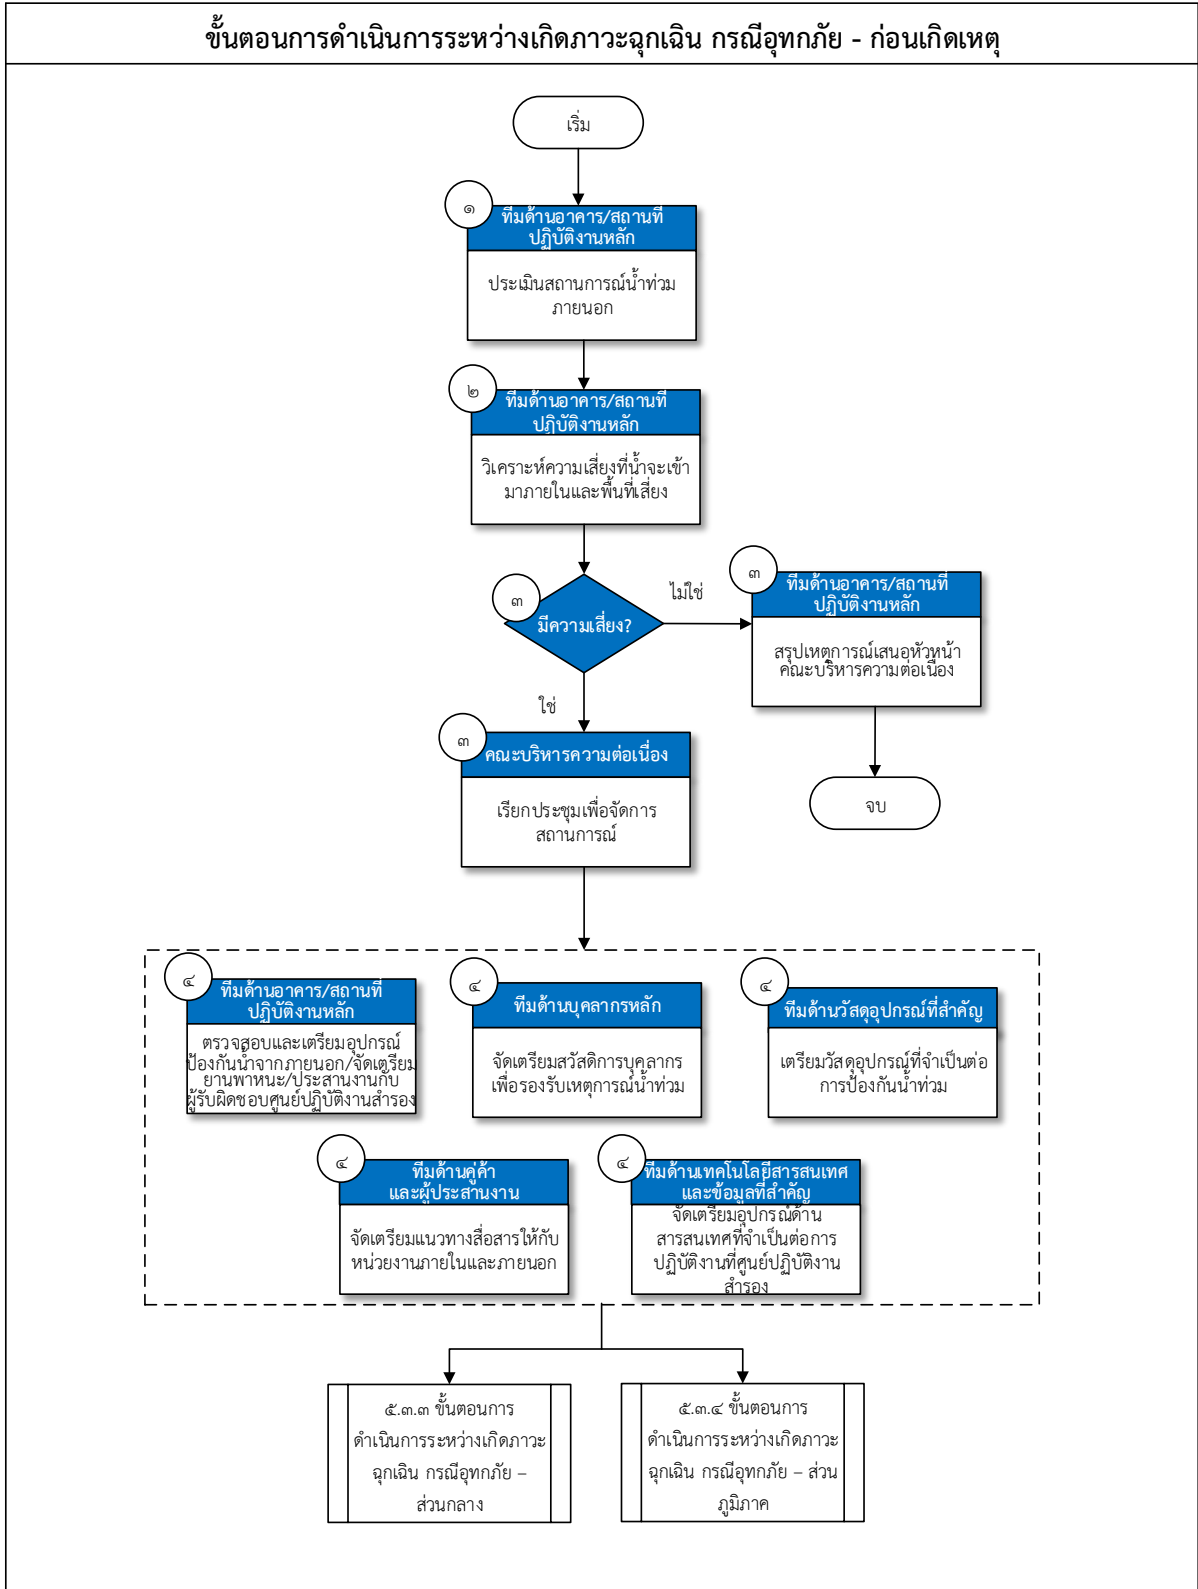 ขั้นตอนการดำเนินการระหว่างเกิดภาวะฉุกเฉิน กรณีอุทกภัย - ก่อนเกิดเหตุ
เริ่ม
๑
ทีมด้านอาคาร/สถานที่
ปฏิบัติงานหลัก
ประเมินสถานการณ์น้ำท่วม
ภายนอก
๒
ทีมด้านอาคาร/สถานที่
ปฏิบัติงานหลัก
วิเคราะห์ความเสี่ยงที่น้ำจะเข้า
มาภายในและพื้นที่เสี่ยง
๓
มีความเสี่ยง?
ไม่ใช่
๓
ทีมด้านอาคาร/สถานที่
ปฏิบัติงานหลัก
สรุปเหตุการณ์เสนอหัวหน้า
คณะบริหารความต่อเนื่อง
จบ
ใช่
๓
คณะบริหารความต่อเนื่อง
เรียกประชุมเพื่อจัดการ
สถานการณ์
๔
ทีมด้านอาคาร/สถานที่
ปฏิบัติงานหลัก
ตรวจสอบและเตรียมอุปกรณ์
ป้องกันน้ำจากภายนอก/จัดเตรียม
ยานพาหนะ/ประสานงานกับ
ผู้รับผิดชอบศูนย์ปฏิบัติงานสำรอง
๔
ทีมด้านบุคลากรหลัก
จัดเตรียมสวัสดิการบุคลากร
เพื่อรองรับเหตุการณ์น้ำท่วม
๔
ทีมด้านวัสดุอุปกรณ์ที่สำคัญ
เตรียมวัสดุอุปกรณ์ที่จำเป็นต่อ
การป้องกันน้ำท่วม
๔
ทีมด้านคู่ค้า
และผู้ประสานงาน
จัดเตรียมแนวทางสื่อสารให้กับ
หน่วยงานภายในและภายนอก
๔
ทีมด้านเทคโนโลยีสารสนเทศ
และข้อมูลที่สำคัญ
จัดเตรียมอุปกรณ์ด้าน
สารสนเทศที่จำเป็นต่อการ
ปฏิบัติงานที่ศูนย์ปฏิบัติงาน
สำรอง
๕.๓.๓ ขั้นตอนการ
ดำเนินการระหว่างเกิดภาวะ
ฉุกเฉิน กรณีอุทกภัย –
ส่วนกลาง
๕.๓.๔ ขั้นตอนการ
ดำเนินการระหว่างเกิดภาวะ
ฉุกเฉิน กรณีอุทกภัย – ส่วน
ภูมิภาค